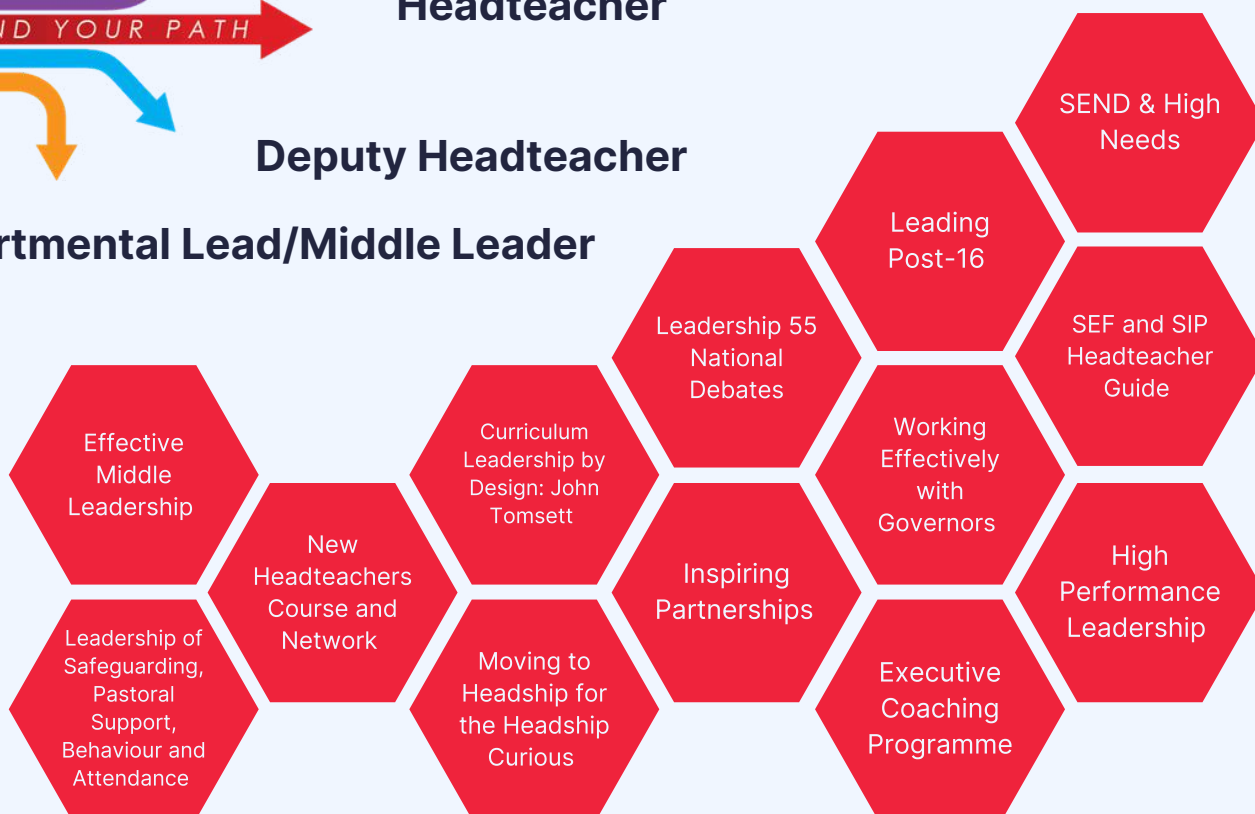 Headteacher
ND YOUR PATH
Deputy Headteacher
rtmental Lead/Middle Leader
SEND & High
Needs
Leading
Post-16
Leadership 55
National
Debates
SEF and SIP
Headteacher
Guide
Effective
Middle
Leadership
Curriculum
Leadership by
Design: John
Tomsett
Working
Effectively
with
Governors
New
Headteachers
Course and
Network
Inspiring
Partnerships
High
Performance
Leadership
Leadership of
Safeguarding,
Pastoral
Support,
Behaviour and
Attendance
Moving to
Headship for
the Headship
Curious
Executive
Coaching
Programme